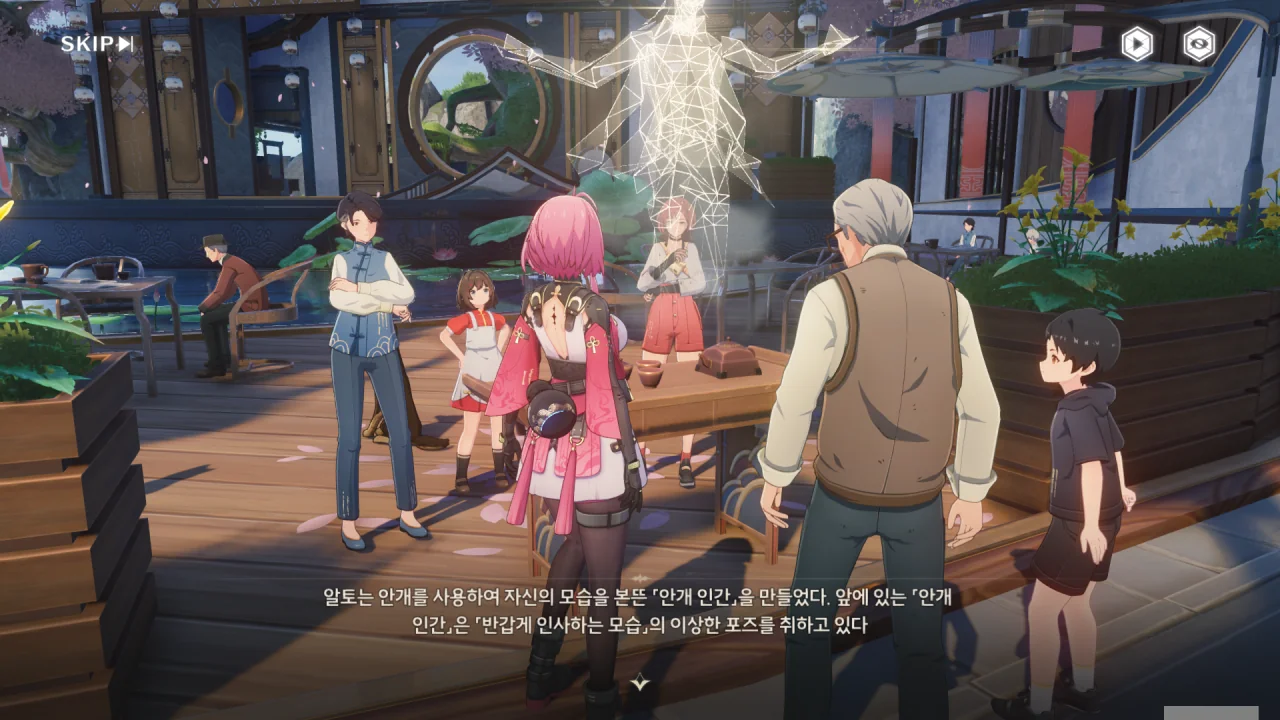 SKIP
알토는 안개를 사용하여 자신의 모습을 본뜬 「안개 인간」을 만들었다. 앞에 있는 「안개
인간」은 「반갑게 인사하는 모습」의 이상한 포즈를 취하고 있다